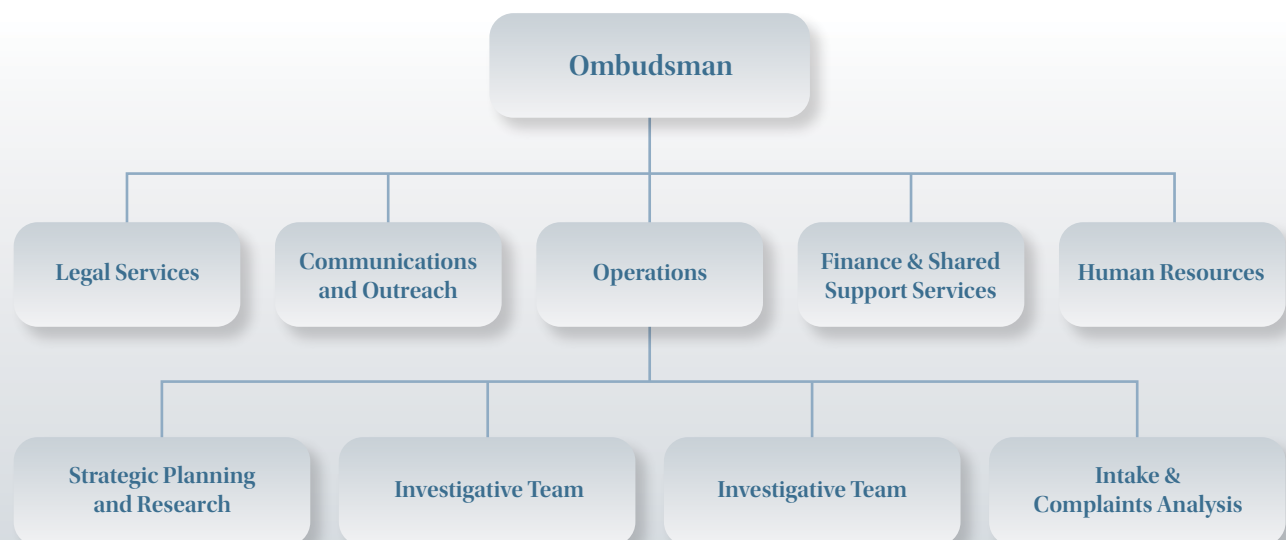 Ombudsman
Legal Services
Communications
and Outreach
Operations
Finance & Shared
Support Services
Human Resources
Strategic Planning
and Research
Investigative Team
Investigative Team
Intake &
Complaints Analysis